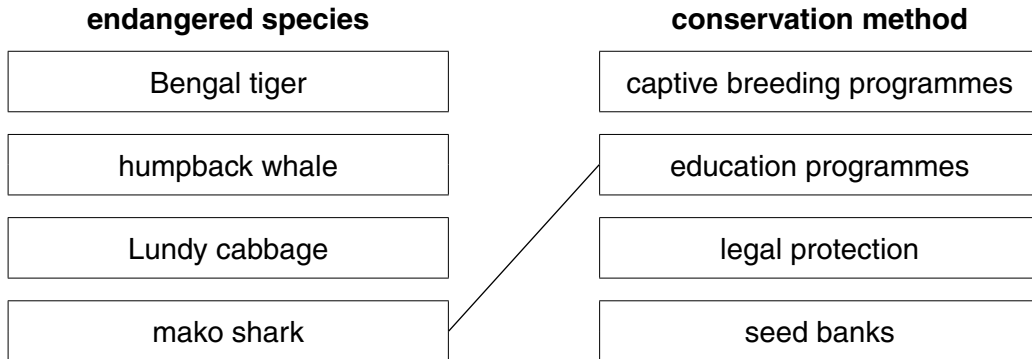 endangered species
conservation method
Bengal tiger
captive breeding programmes
humpback whale
education programmes
Lundy cabbage
legal protection
mako shark
seed banks